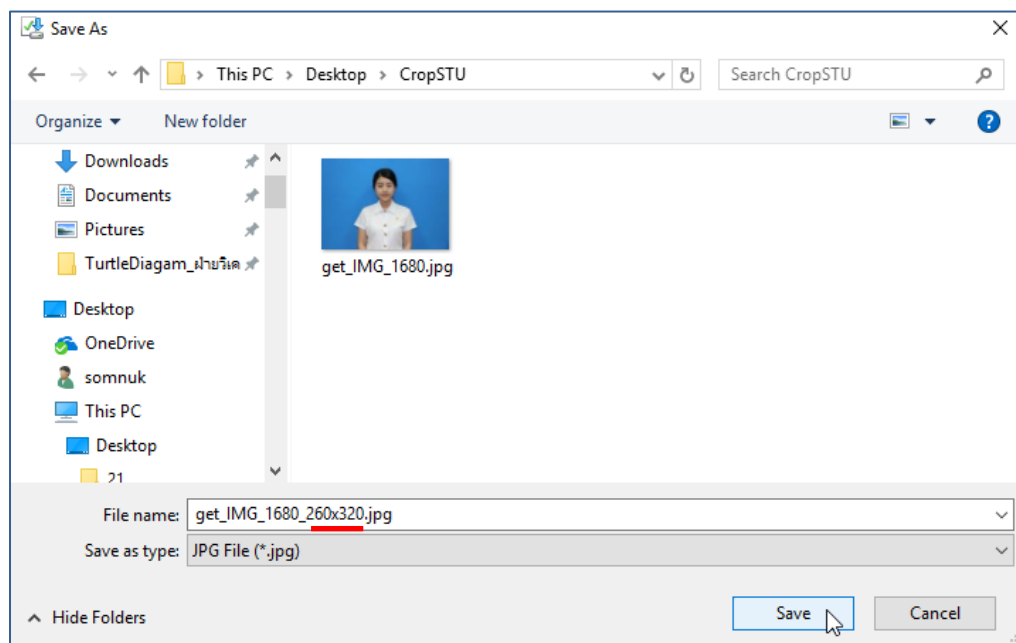 Save As
This PC > Desktop > CropSTU
Search CropSTU
Organize
New folder
Downloads
Documents
Pictures
TurtleDiagam_ฝ่ายวิเค
get_IMG_1680.jpg
Desktop
OneDrive
somnuk
This PC
Desktop
21
File name: get_IMG_1680_260x320.jpg
Save as type: JPG File (*.jpg)
Hide Folders
Save
Cancel